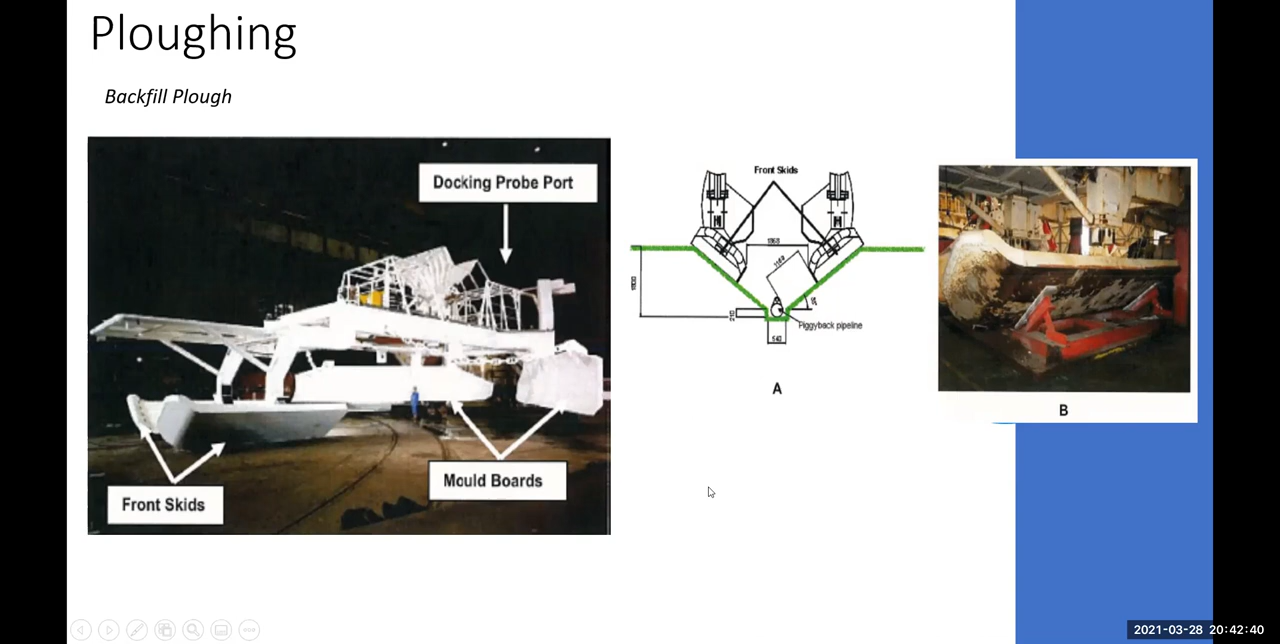 Ploughing
Backfill Plough
Docking Probe Port
Mould Boards
Front Skids
Front Skids
Piggyback pipeline
A
B
2021-03-28 20:42:40